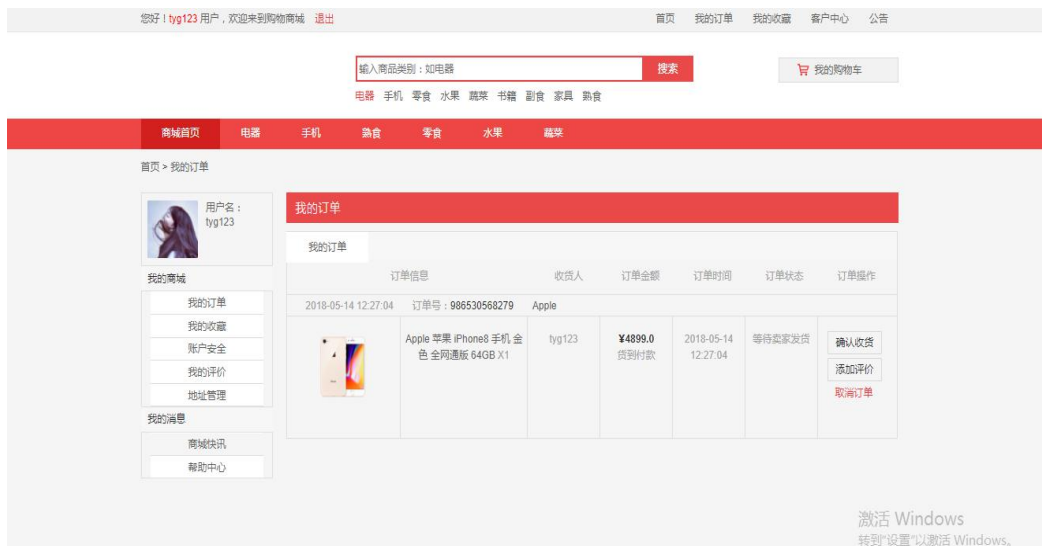 您好！tyg123 用户，欢迎来到购物商城 退出 首页 我的订单 我的收藏 客户中心 公告
输入商品类别：如电器 搜索 我的购物车
电器 手机 零食 水果 蔬菜 书籍 副食 家具 熟食
商城首页 电器 手机 熟食 零食 水果 蔬菜
首页 > 我的订单
用户名：
tyg123
我的商城
我的订单
我的收藏
账户安全
我的评价
地址管理
我的消息
商城快讯
帮助中心
我的订单
我的订单
订单信息 收货人 订单金额 订单时间 订单状态 订单操作
2018-05-14 12:27:04 订单号：986530568279 Apple
Apple 苹果 iPhone8 手机 金
色 全网通版 64GB X1
tyg123
¥4899.0
货到付款
2018-05-14
12:27:04
等待卖家发货
确认收货
添加评价
取消订单
激活 Windows
转到"设置"以激活 Windows。